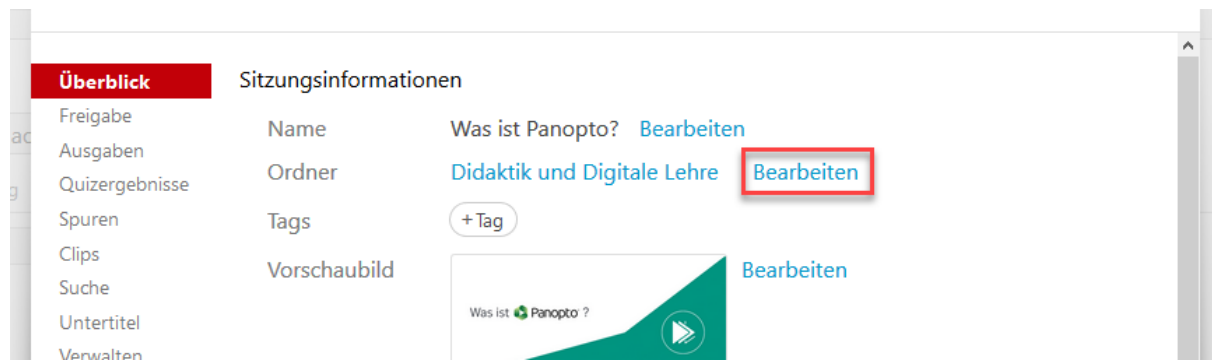 Überblick
Sitzungsinformationen
Freigabe
Name Was ist Panopto? Bearbeiten
Ausgaben
Ordner Didaktik und Digitale Lehre Bearbeiten
Quizergebnisse
Spuren
Tags + Tag
Clips
Vorschaubild Bearbeiten
Suche
Was ist Panopto ?
Untertitel
Verwalten